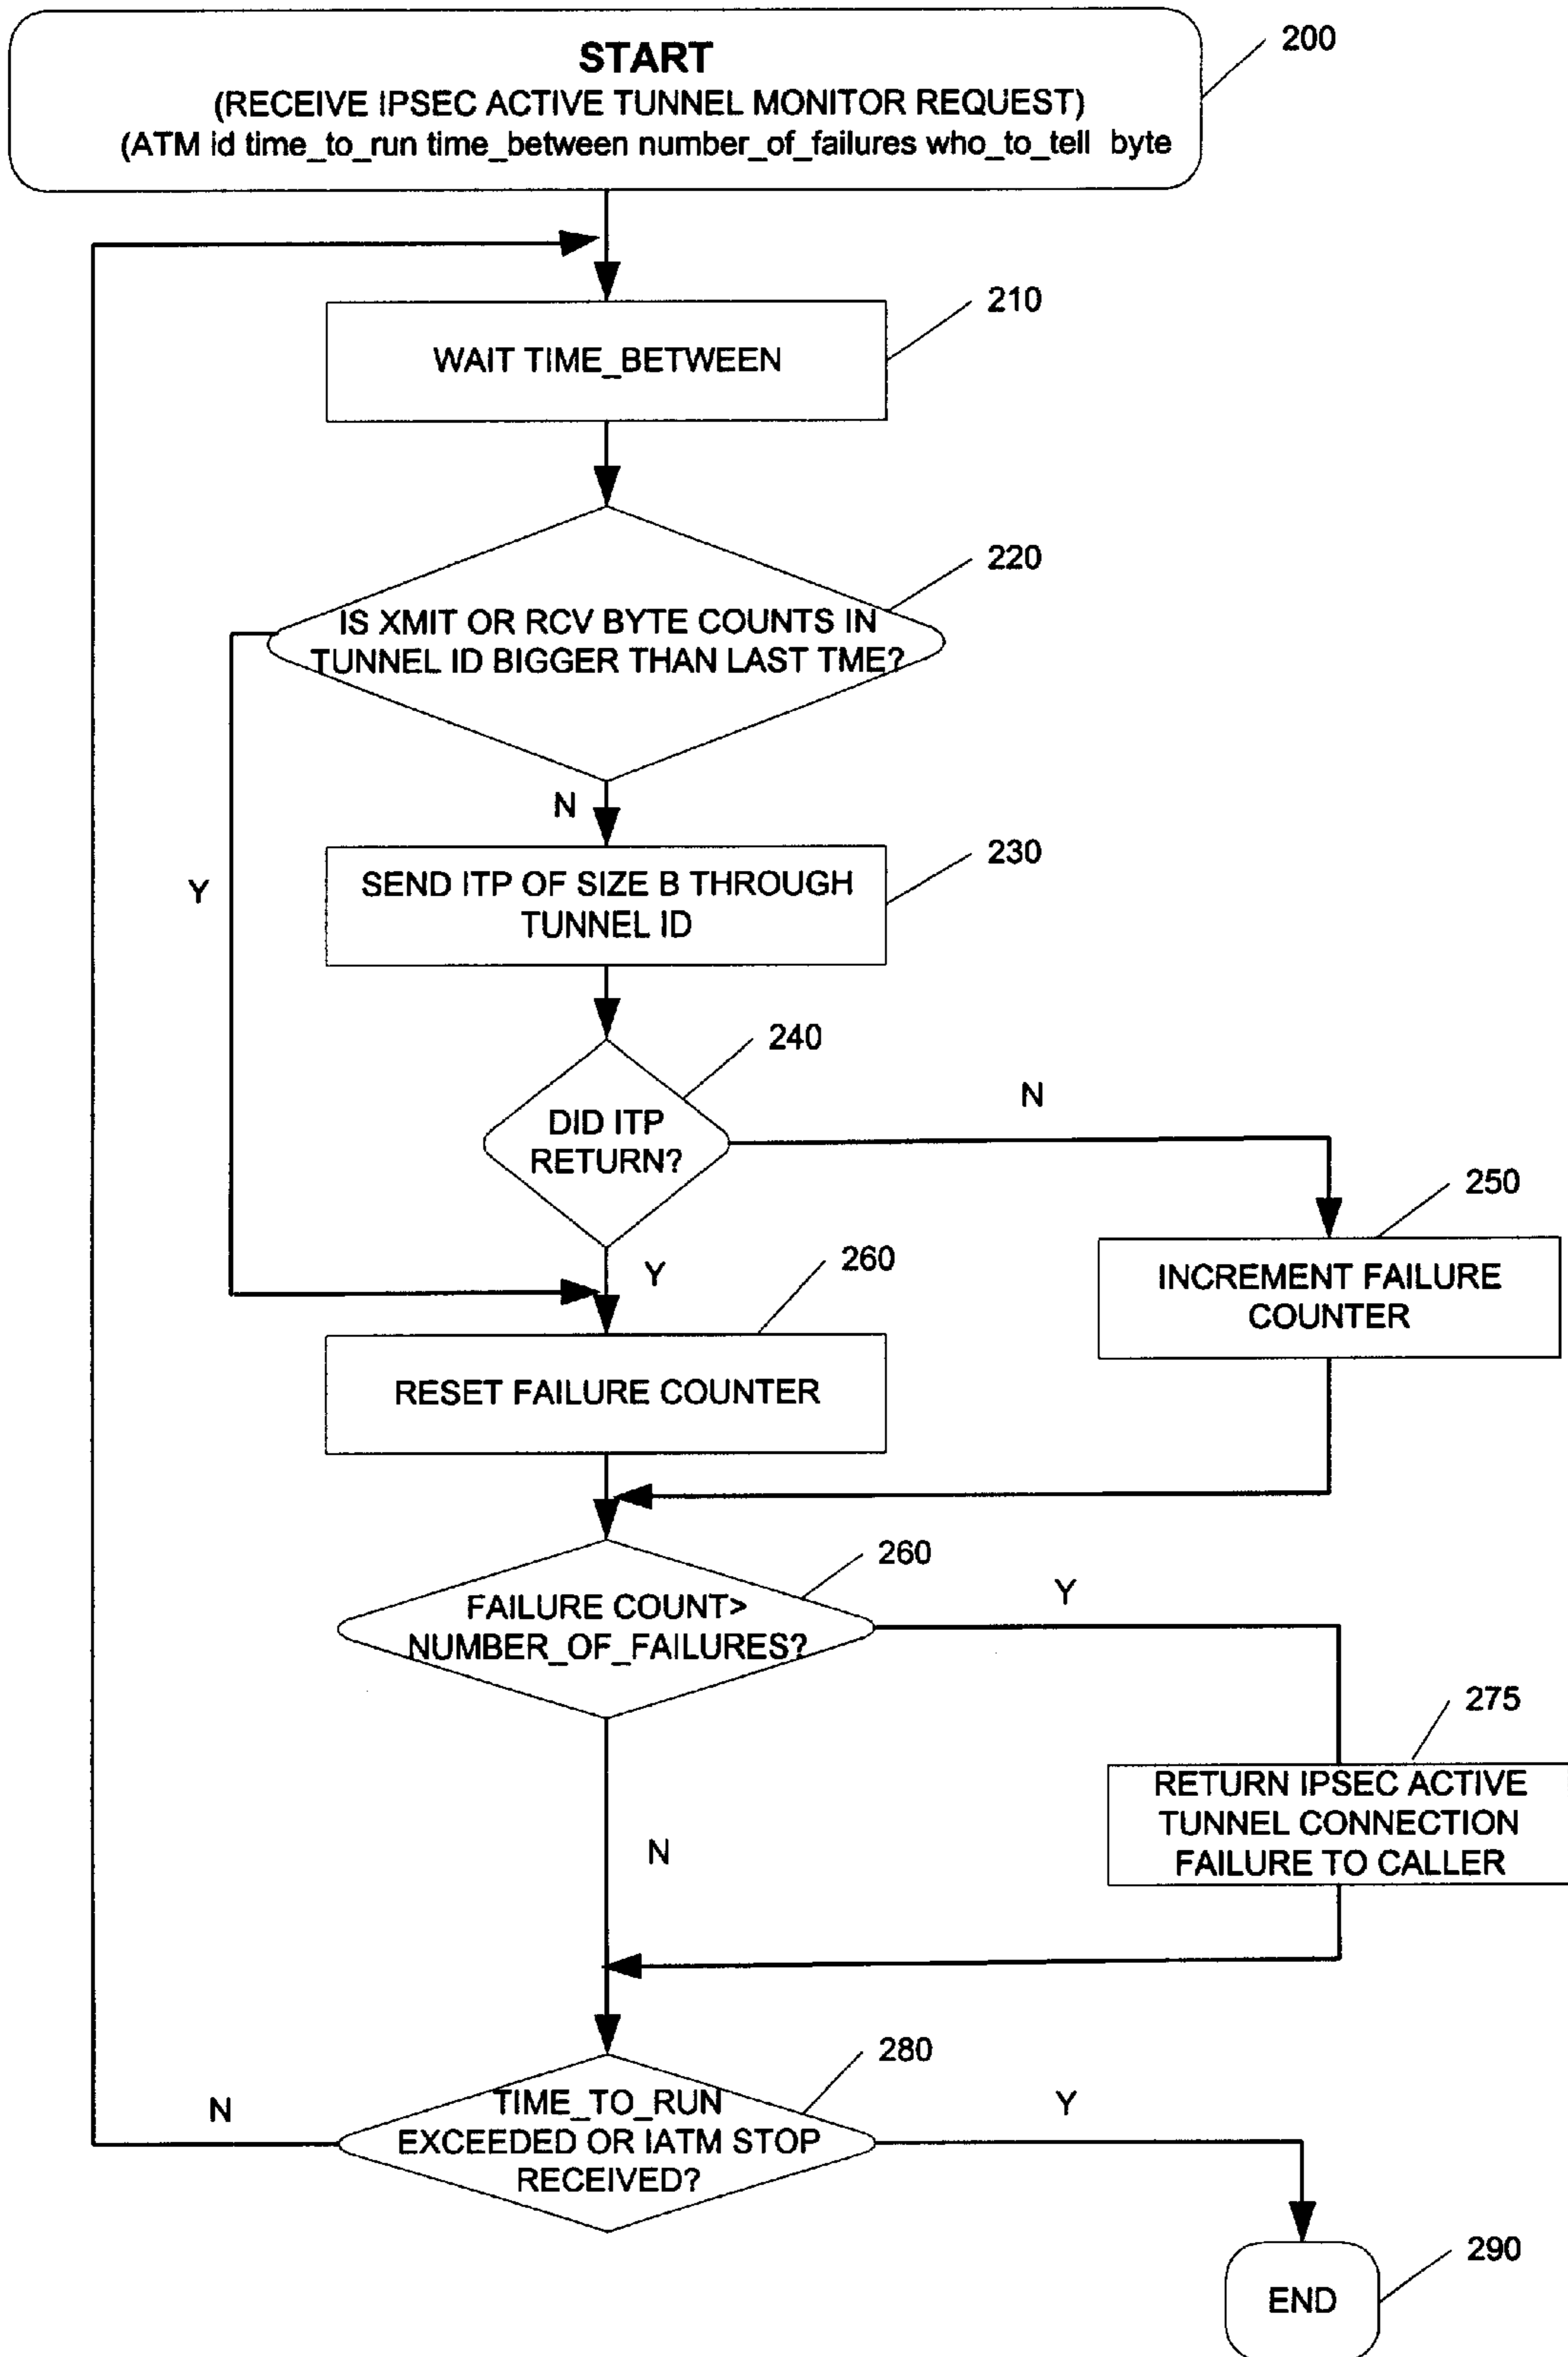 START
(RECEIVE IPSEC ACTIVE TUNNEL MONITOR REQUEST)
(ATM id time_to_run time_between number_of_failures who_to_tell byte
200
WAIT TIME_BETWEEN
210
IS XMIT OR RCV BYTE COUNTS IN
TUNNEL ID BIGGER THAN LAST TME?
220
N
Y
SEND ITP OF SIZE B THROUGH
TUNNEL ID
230
DID ITP
RETURN?
240
N
Y
INCREMENT FAILURE
COUNTER
250
RESET FAILURE COUNTER
260
FAILURE COUNT>
NUMBER_OF_FAILURES?
260
Y
N
RETURN IPSEC ACTIVE
TUNNEL CONNECTION
FAILURE TO CALLER
275
TIME_TO_RUN
EXCEEDED OR IATM STOP
RECEIVED?
280
N
Y
END
290